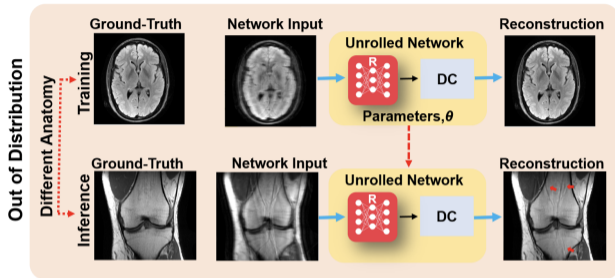 Out of Distribution
Different Anatomy
Training
Ground-Truth
Network Input
Unrolled Network
R
DC
Parameters,θ
Reconstruction
Inference
Ground-Truth
Network Input
Unrolled Network
R
DC
Reconstruction